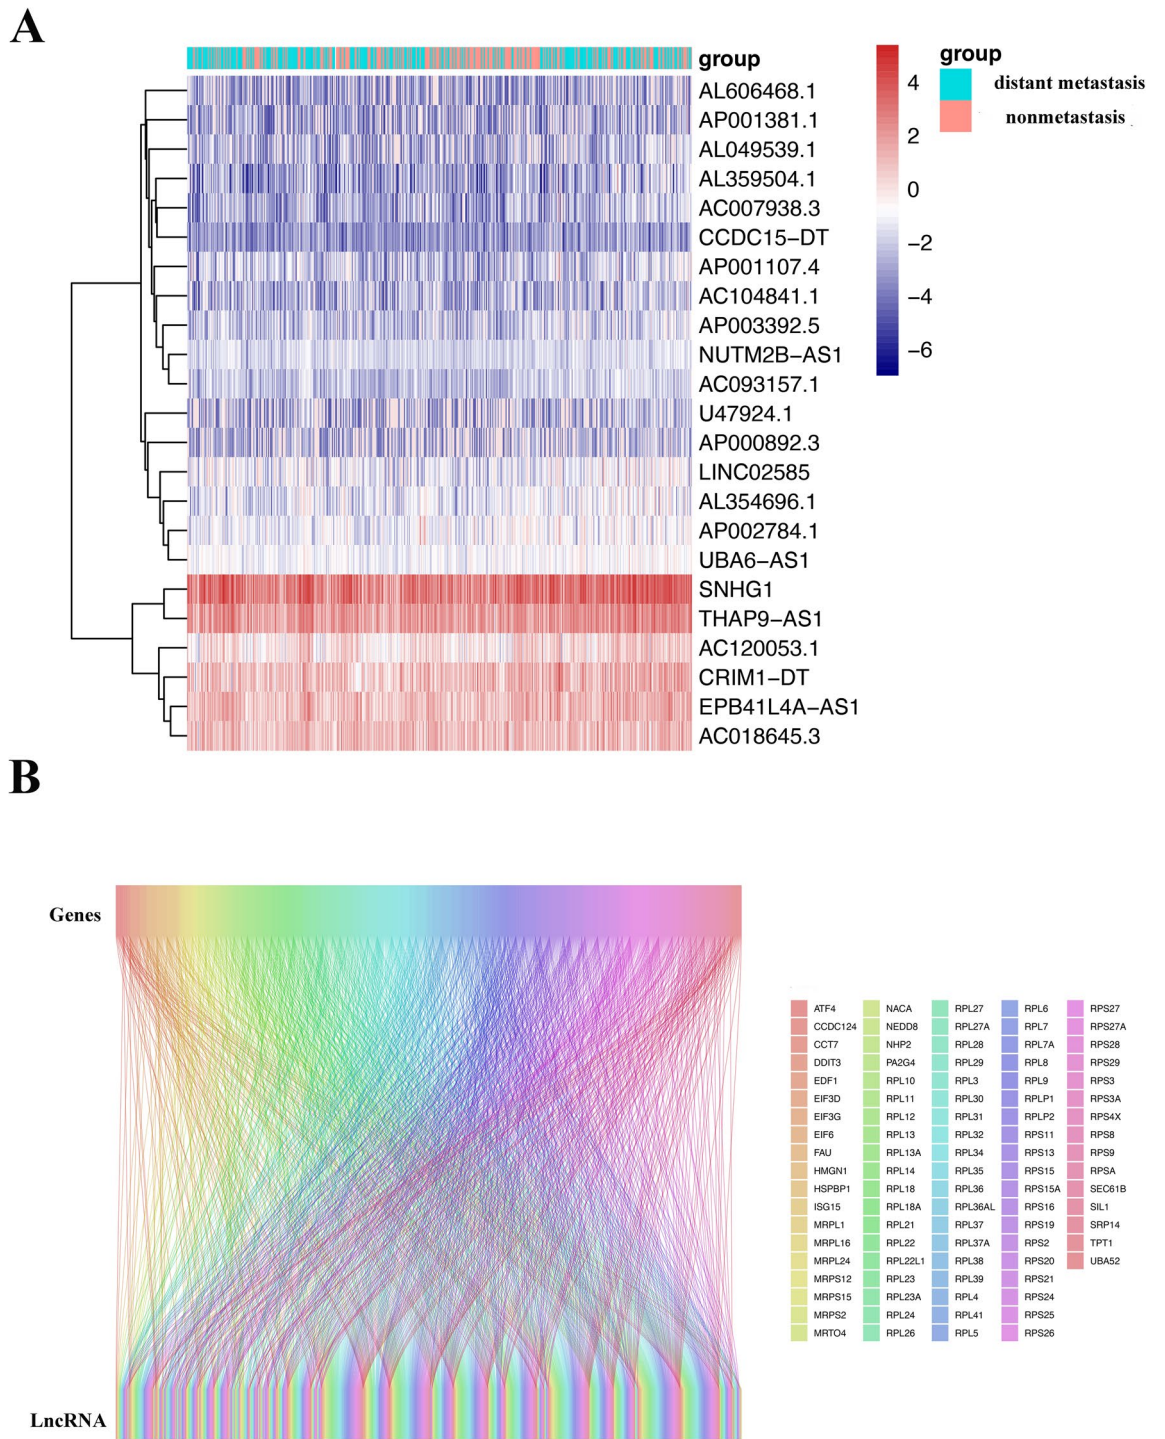 A
group
AL606468.1
AP001381.1
AL049539.1
AL359504.1
AC007938.3
CCDC15−DT
AP001107.4
AC104841.1
AP003392.5
NUTM2B−AS1
AC093157.1
U47924.1
AP000892.3
LINC02585
AL354696.1
AP002784.1
UBA6−AS1
SNHG1
THAP9−AS1
AC120053.1
CRIM1−DT
EPB41L4A−AS1
AC018645.3
4
2
0
−2
−4
−6
group
distant metastasis
nonmetastasis
B
Genes
LncRNA
ATF4
CCDC124
CCT7
DDIT3
EDF1
EIF3D
EIF3G
EIF6
FAU
HMGN1
HSPBP1
ISG15
MRPL1
MRPL16
MRPL24
MRPS12
MRPS15
MRPS2
MRTO4
NACA
NEDD8
NHP2
PA2G4
RPL10
RPL11
RPL12
RPL13
RPL13A
RPL14
RPL18
RPL18A
RPL21
RPL22
RPL22L1
RPL23
RPL23A
RPL24
RPL26
RPL27
RPL27A
RPL28
RPL29
RPL3
RPL30
RPL31
RPL32
RPL34
RPL35
RPL36
RPL36AL
RPL37
RPL37A
RPL38
RPL39
RPL4
RPL41
RPL5
RPL6
RPL7
RPL7A
RPL8
RPL9
RPLP1
RPLP2
RPS11
RPS13
RPS15
RPS15A
RPS16
RPS19
RPS2
RPS20
RPS21
RPS24
RPS25
RPS26
RPS27
RPS27A
RPS28
RPS29
RPS3
RPS3A
RPS4X
RPS8
RPS9
RPSA
SEC61B
SIL1
SRP14
TPT1
UBA52